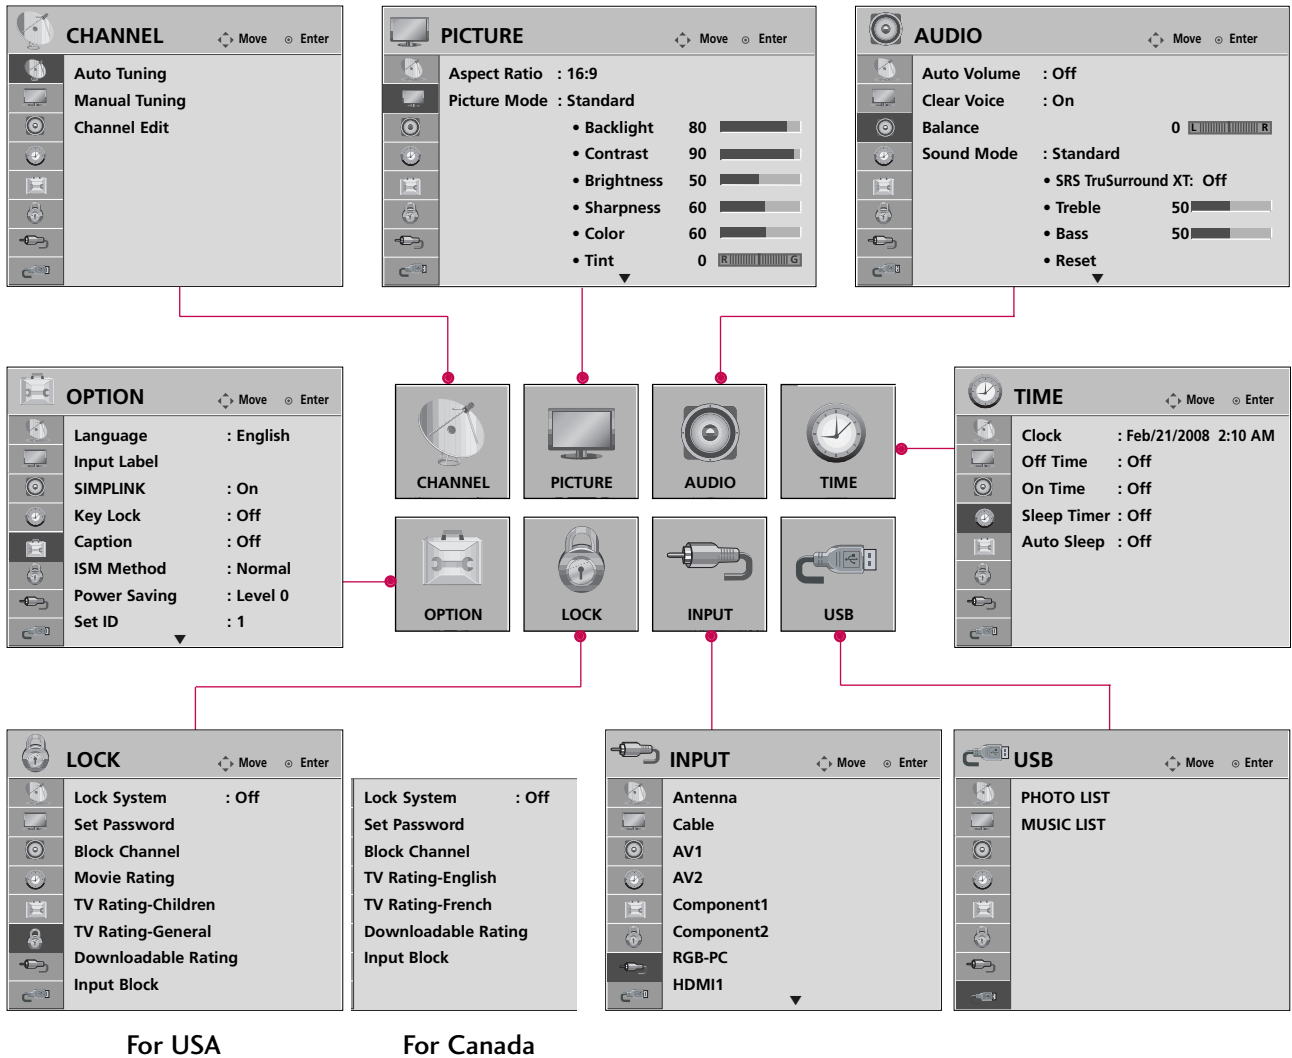 CHANNEL Move Enter
Auto Tuning
Manual Tuning
Channel Edit
PICTURE Move Enter
Aspect Ratio : 16:9
Picture Mode : Standard
• Backlight 80
• Contrast 90
• Brightness 50
• Sharpness 60
• Color 60
• Tint 0 R G
AUDIO Move Enter
Auto Volume : Off
Clear Voice : On
Balance 0 L R
Sound Mode : Standard
• SRS TruSurround XT: Off
• Treble 50
• Bass 50
• Reset
OPTION Move Enter
Language : English
Input Label
SIMPLINK : On
Key Lock : Off
Caption : Off
ISM Method : Normal
Power Saving : Level 0
Set ID : 1
CHANNEL
PICTURE
AUDIO
TIME
OPTION
LOCK
INPUT
USB
TIME Move Enter
Clock : Feb/21/2008 2:10 AM
Off Time : Off
On Time : Off
Sleep Timer : Off
Auto Sleep : Off
LOCK Move Enter
Lock System : Off
Set Password
Block Channel
Movie Rating
TV Rating-Children
TV Rating-General
Downloadable Rating
Input Block
For USA
Lock System : Off
Set Password
Block Channel
TV Rating-English
TV Rating-French
Downloadable Rating
Input Block
For Canada
INPUT Move Enter
Antenna
Cable
AV1
AV2
Component1
Component2
RGB-PC
HDMI1
USB Move Enter
PHOTO LIST
MUSIC LIST